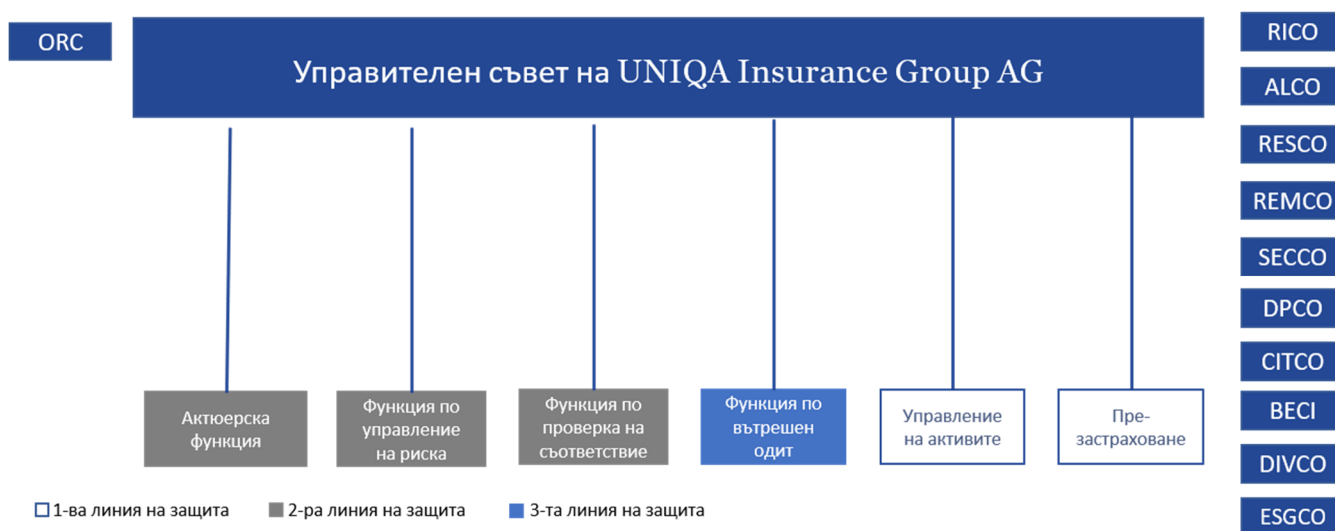 ORC
Управителен съвет на UNIQA Insurance Group AG
RICO
ALCO
RESCO
REMCO
SECCO
DPCO
CITCO
BECI
DIVCO
ESGCO
Актюерска
функция
Функция по
управление
на риска
Функция по
проверка на
съответствие
Функция по
вътрешен
одит
Управление
на активите
Пре-
застраховане
1-ва линия на защита
2-ра линия на защита
3-та линия на защита